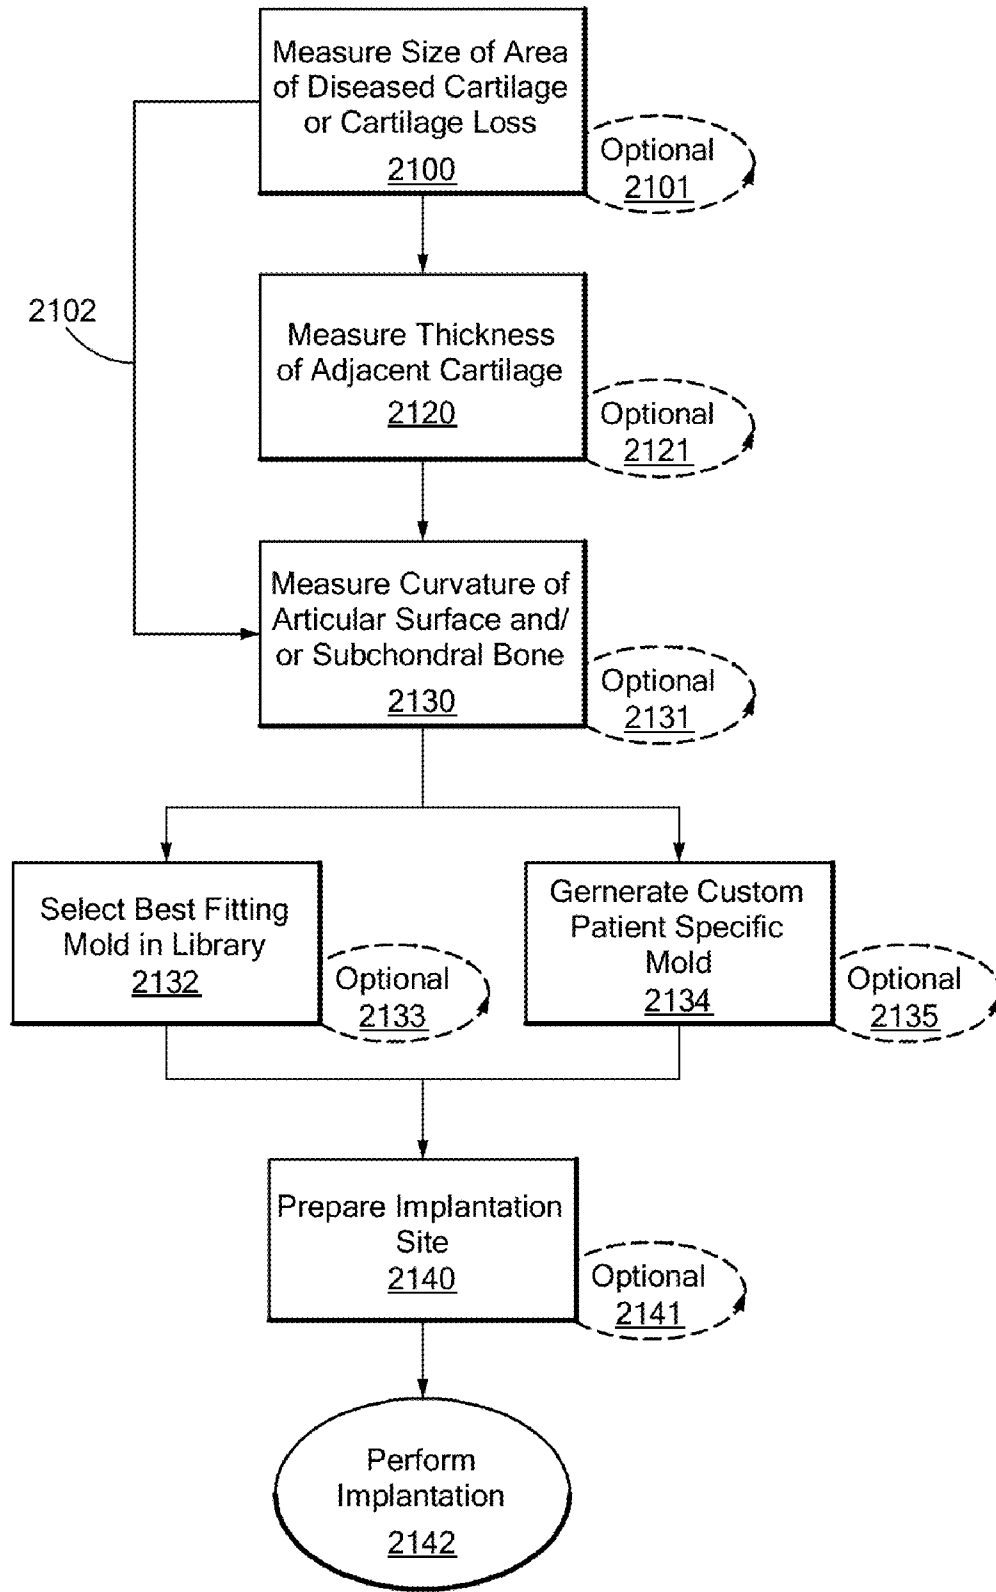 Measure Size of Area
of Diseased Cartilage
or Cartilage Loss
2100
Optional
2101
2102
Measure Thickness
of Adjacent Cartilage
2120
Optional
2121
Measure Curvature of
Articular Surface and/
or Subchondral Bone
2130
Optional
2131
Select Best Fitting
Mold in Library
2132
Optional
2133
Gernerate Custom
Patient Specific
Mold
2134
Optional
2135
Prepare Implantation
Site
2140
Optional
2141
Perform
Implantation
2142